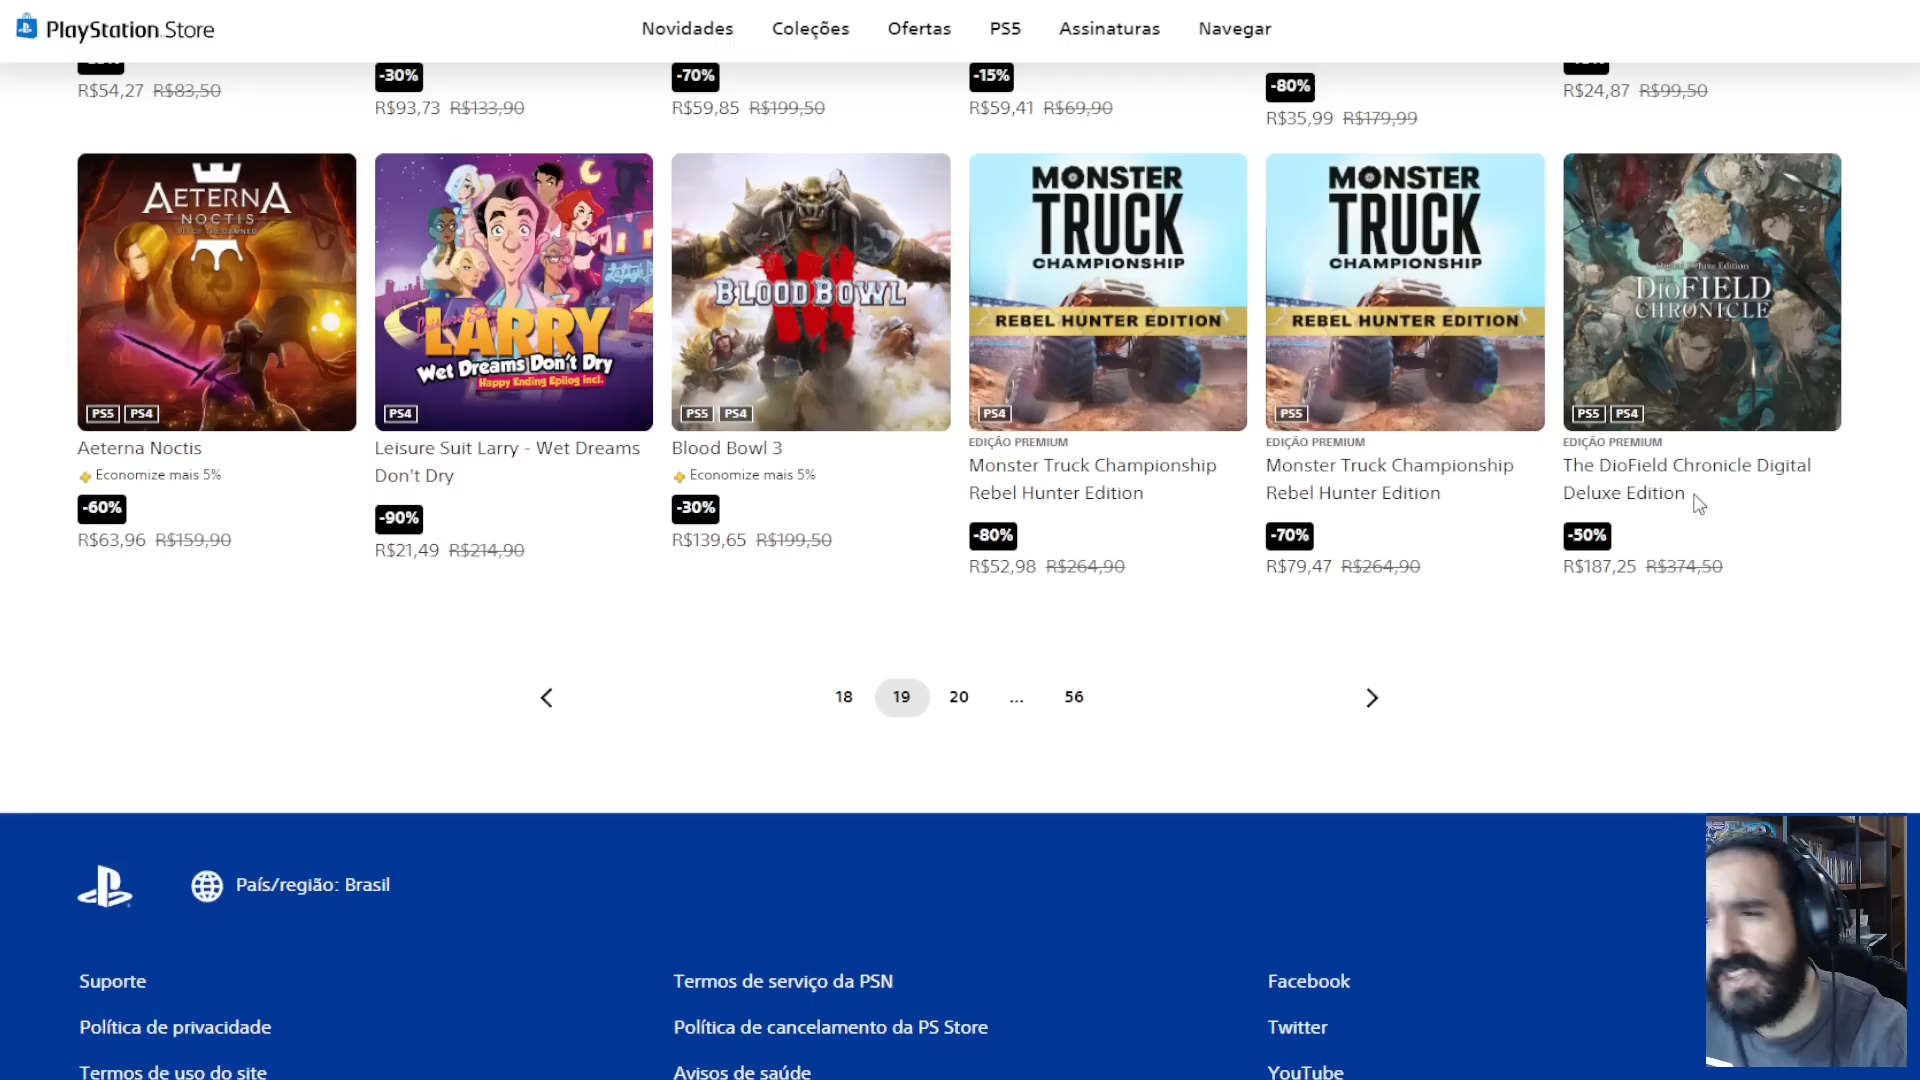 PlayStation Store
Novidades
Coleções
Ofertas
PS5
Assinaturas
Navegar
R$54,27 R$83,50
-30%
R$93,73 R$133,90
-70%
R$59,85 R$199,50
-15%
R$59,41 R$69,90
-80%
R$35,99 R$179,99
R$24,87 R$99,50
AETERNA
NOCTIS
PS5 PS4
Aeterna Noctis
Economize mais 5%
-60%
R$63,96 R$159,90
LARRY
Wet Dreams Don't Dry
Happy Ending Epilog incl.
PS4
Leisure Suit Larry - Wet Dreams
Don't Dry
-90%
R$21,49 R$214,90
BLOOD BOWL
PS5 PS4
Blood Bowl 3
Economize mais 5%
-30%
R$139,65 R$199,50
MONSTER
TRUCK
CHAMPIONSHIP
REBEL HUNTER EDITION
PS4
EDIÇÃO PREMIUM
Monster Truck Championship
Rebel Hunter Edition
-80%
R$52,98 R$264,90
MONSTER
TRUCK
CHAMPIONSHIP
REBEL HUNTER EDITION
PS5
EDIÇÃO PREMIUM
Monster Truck Championship
Rebel Hunter Edition
-70%
R$79,47 R$264,90
Digital Deluxe Edition
DIOFIELD
CHRONICLE
PS5 PS4
EDIÇÃO PREMIUM
The DioField Chronicle Digital
Deluxe Edition
-50%
R$187,25 R$374,50
18 19 20 ... 56
País/região: Brasil
Suporte
Política de privacidade
Termos de uso do site
Termos de serviço da PSN
Política de cancelamento da PS Store
Avisos de saúde
Facebook
Twitter
YouTube